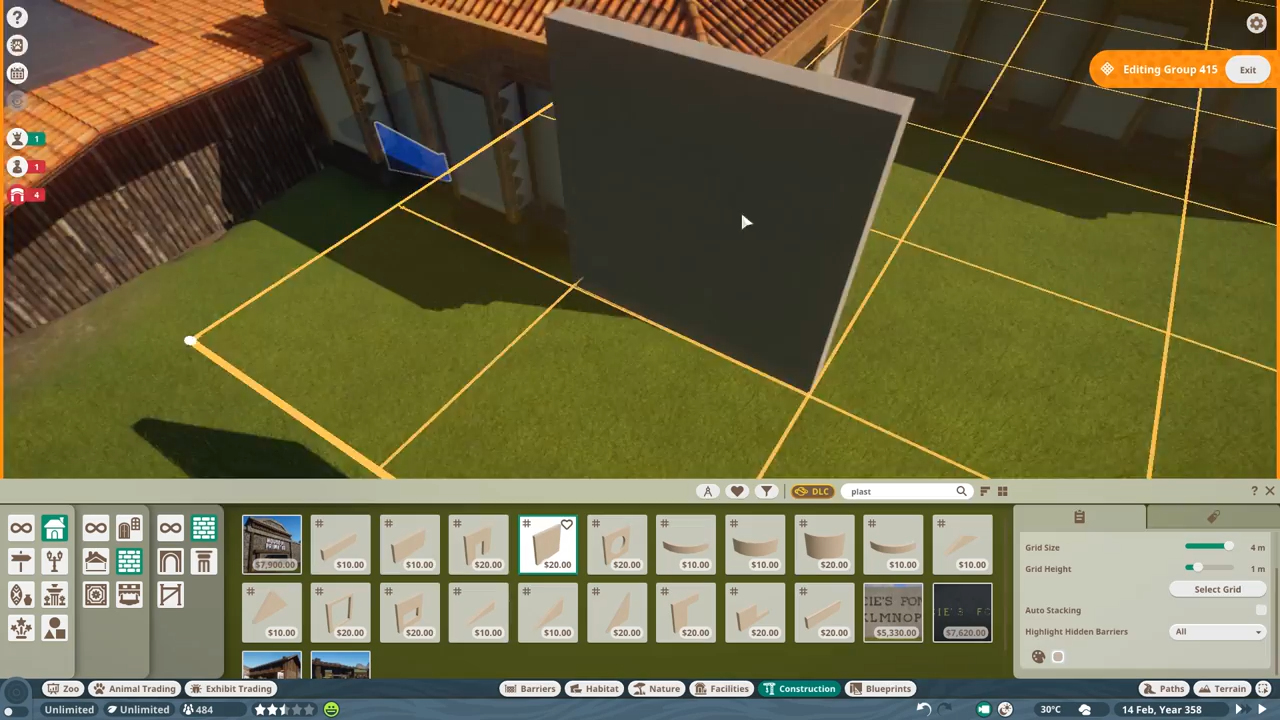 Editing Group 415
Exit
1
1
4
DLC
plast
$7,900.00
$10.00
$10.00
$20.00
$20.00
$20.00
$10.00
$10.00
$20.00
$10.00
$10.00
$10.00
$20.00
$20.00
$10.00
$10.00
$20.00
$20.00
$20.00
$20.00
$5,330.00
$7,620.00
Grid Size
4 m
Grid Height
1 m
Select Grid
Auto Stacking
Highlight Hidden Barriers
All
Zoo
Animal Trading
Exhibit Trading
Barriers
Habitat
Nature
Facilities
Construction
Blueprints
Paths
Terrain
Unlimited
Unlimited
484
30°C
14 Feb, Year 358